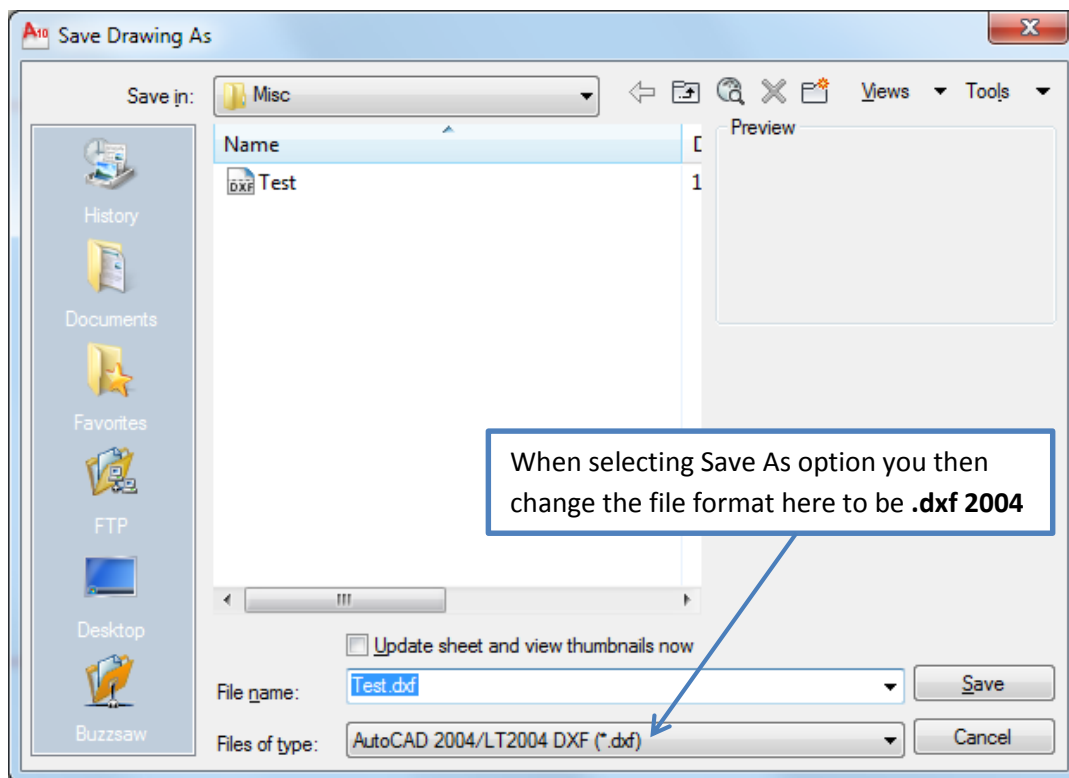 A10 Save Drawing As X
Save in: Misc Views Tools
Name D Preview
DXF Test 1
History
Documents
Favorites
When selecting Save As option you then
change the file format here to be .dxf 2004
FTP
Desktop
Update sheet and view thumbnails now
File name: Test.dxf Save
Buzzsaw
Files of type: AutoCAD 2004/LT2004 DXF (*.dxf) Cancel